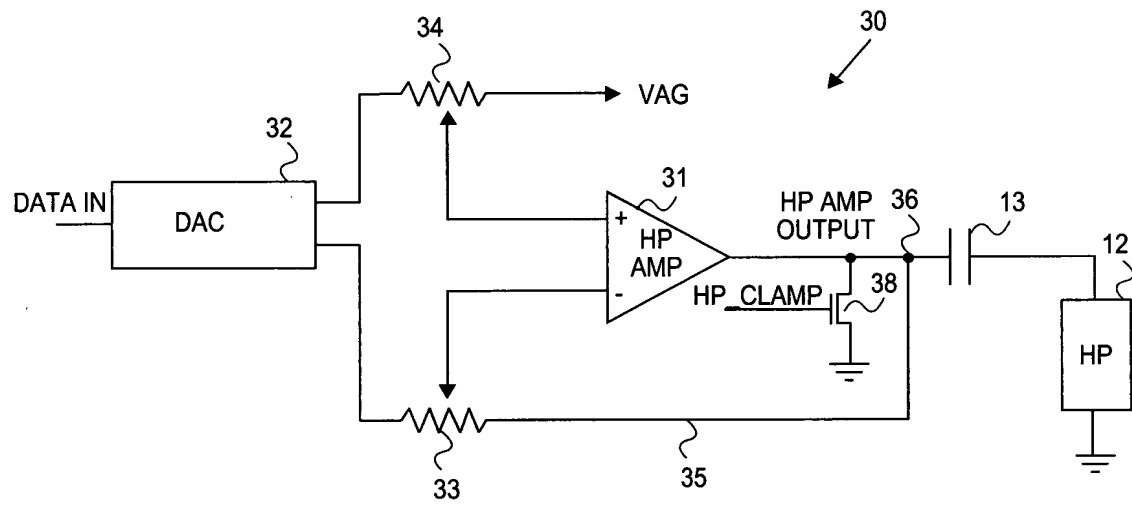 34
30
VAG
32
DATA IN
DAC
31
+
HP
AMP
-
HP AMP
OUTPUT
36
13
12
HP_CLAMP
38
HP
33
35